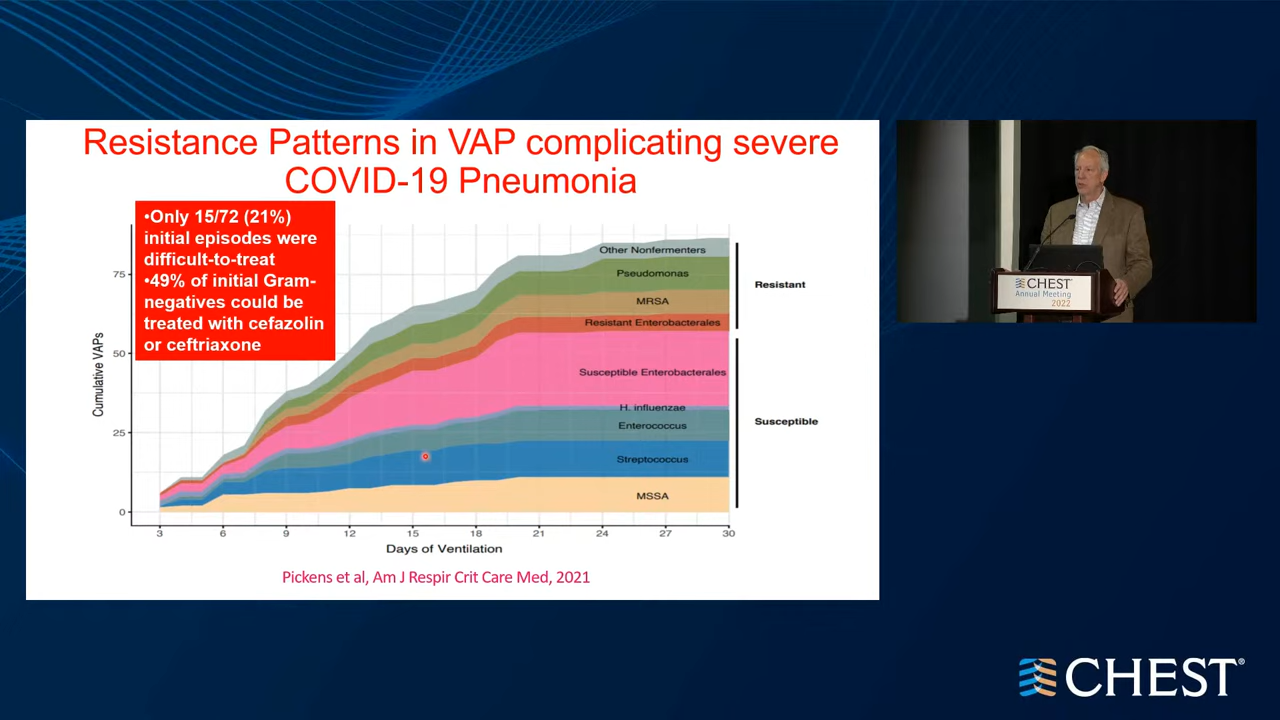 Resistance Patterns in VAP complicating severe
COVID-19 Pneumonia
•Only 15/72 (21%)
initial episodes were
difficult-to-treat
•49% of initial Gram-
negatives could be
treated with cefazolin
or ceftriaxone
Cumulative VAPs
75
50
25
0
Other Nonfermenters
Pseudomonas
MRSA
Resistant Enterobacterales
Susceptible Enterobacterales
H. influenzae
Enterococcus
Streptococcus
MSSA
Resistant
Susceptible
3 6 9 12 15 18 21 24 27 30
Days of Ventilation
Pickens et al, Am J Respir Crit Care Med, 2021
CHEST
Annual Meeting
2022
CHEST®